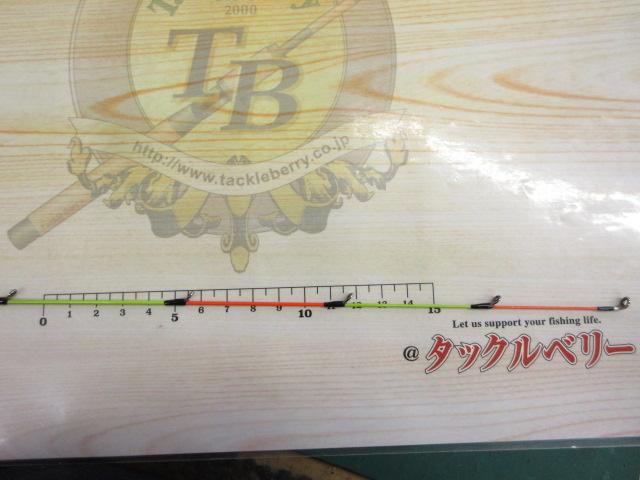 2000
TB
http://www.tackleberry.co.jp
0 1 2 3 4 5 6 7 8 9 10 11 12 13 14 15
Let us support your fishing life.
@タックルベリー